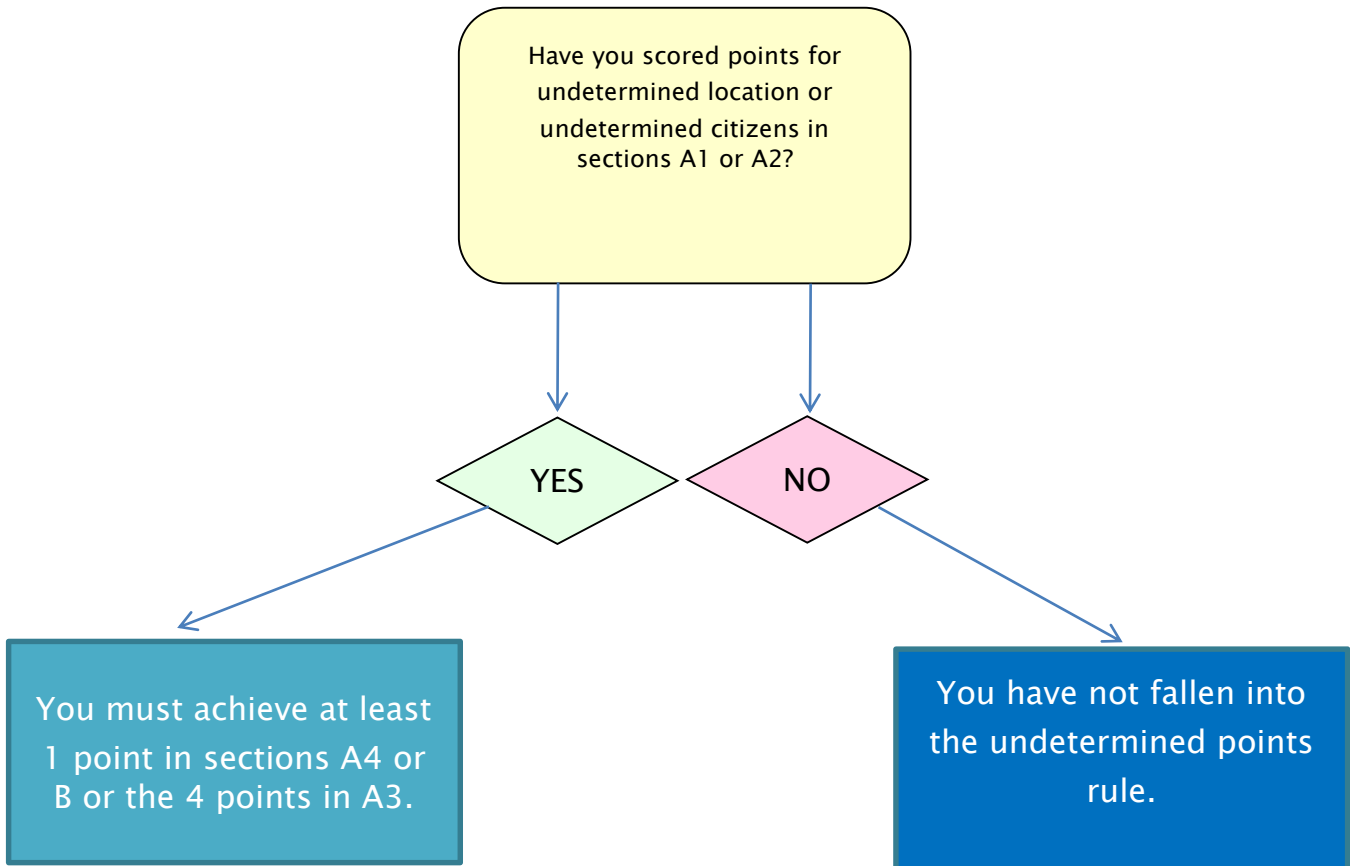 Have you scored points for
undetermined location or
undetermined citizens in
sections A1 or A2?
YES
NO
You must achieve at least
1 point in sections A4 or
B or the 4 points in A3.
You have not fallen into
the undetermined points
rule.